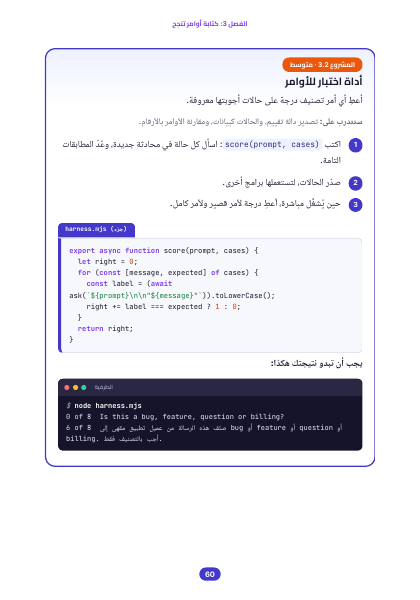 الفصل 3: كتابة أوامر تنجح
المشروع 3.2 · متوسط
أداة اختبار للأوامر
أعطِ أي أمر تصنيف درجة على حالات أجوبتها معروفة.
ستتدرب على: تصدير دالة تقييم، والحالات كبيانات، ومقارنة الأوامر بالأرقام.
1 اكتب score(prompt, cases) : اسأل كل حالة في محادثة جديدة، وعُدّ المطابقات
التامة.
2 صدّر الحالات، لتستعملها برامج أخرى.
3 حين يُشغَّل مباشرة، أعطِ درجة لأمر قصير ولأمر كامل.
harness.mjs (جزء)
export async function score(prompt, cases) {
let right = 0;
for (const [message, expected] of cases) {
const label = (await
ask(`${prompt}\n\n"${message}"`)).toLowerCase();
right += label === expected ? 1 : 0;
}
return right;
}
يجب أن تبدو نتيجتك هكذا:
الطرفية
$ node harness.mjs
0 of 8 Is this a bug, feature, question or billing?
6 of 8 صنّف هذه الرسالة من عميل تطبيق مقهى إلى bug أو feature أو question أو
billing. أجب بالتصنيف فقط.
60